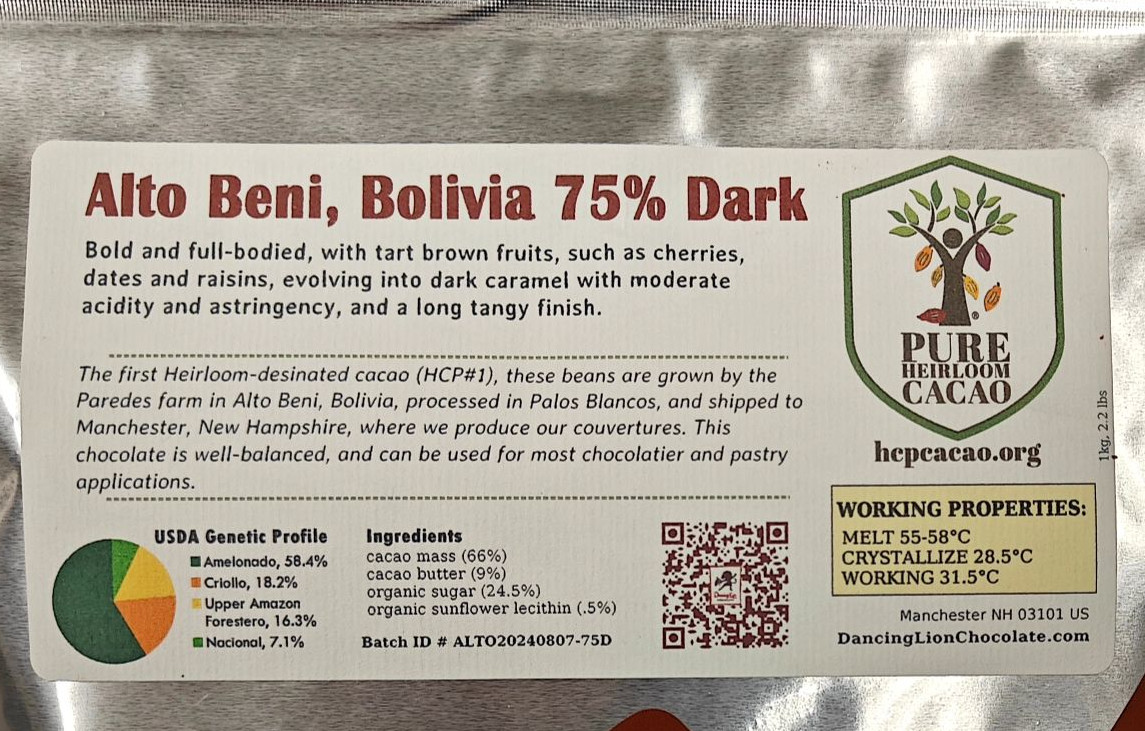 Alto Beni, Bolivia 75% Dark
Bold and full-bodied, with tart brown fruits, such as cherries,
dates and raisins, evolving into dark caramel with moderate
acidity and astringency, and a long tangy finish.
The first Heirloom-desinated cacao (HCP#1), these beans are grown by the
Paredes farm in Alto Beni, Bolivia, processed in Palos Blancos, and shipped to
Manchester, New Hampshire, where we produce our couvertures. This
chocolate is well-balanced, and can be used for most chocolatier and pastry
applications.
USDA Genetic Profile
Amelonado, 58.4%
Criollo, 18.2%
Upper Amazon
Forestero, 16.3%
Nacional, 7.1%
Ingredients
cacao mass (66%)
cacao butter (9%)
organic sugar (24.5%)
organic sunflower lecithin (.5%)
Batch ID # ALTO20240807-75D
®
PURE
HEIRLOOM
CACAO
hcpcacao.org
1kg, 2.2 lbs
WORKING PROPERTIES:
MELT 55-58°C
CRYSTALLIZE 28.5°C
WORKING 31.5°C
Manchester NH 03101 US
DancingLionChocolate.com